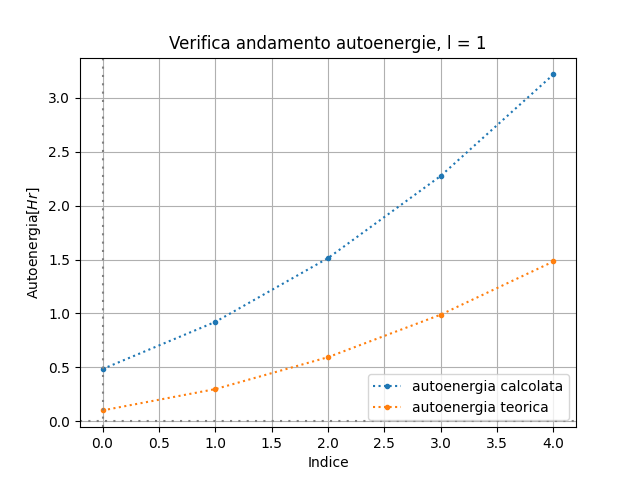 Verifica andamento autoenergie, l = 1
Autoenergia[Hr]
3.0
2.5
2.0
1.5
1.0
0.5
0.0
0.0 0.5 1.0 1.5 2.0 2.5 3.0 3.5 4.0
Indice
autoenergia calcolata
autoenergia teorica